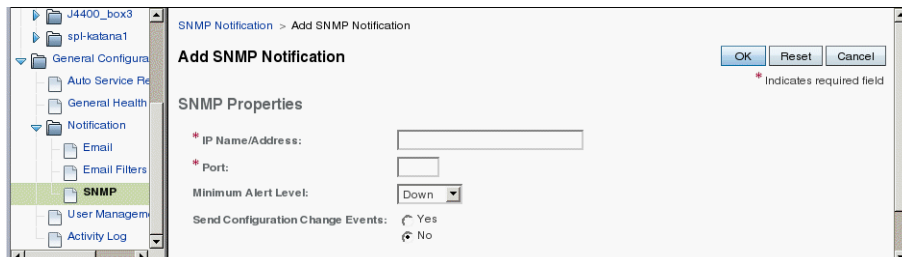 J4400_box3
spl-katana1
General Configura
Auto Service Re
General Health
Notification
Email
Email Filters
SNMP
User Managem
Activity Log
SNMP Notification > Add SNMP Notification
Add SNMP Notification
OK Reset Cancel
* Indicates required field
SNMP Properties
* IP Name/Address:
* Port:
Minimum Alert Level: Down
Send Configuration Change Events: Yes
No